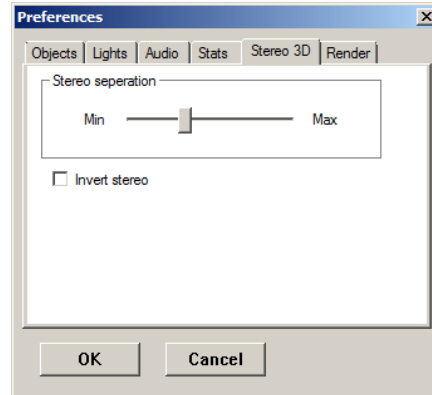 Preferences
Objects Lights Audio Stats Stereo 3D Render
Stereo seperation
Min Max
Invert stereo
OK Cancel